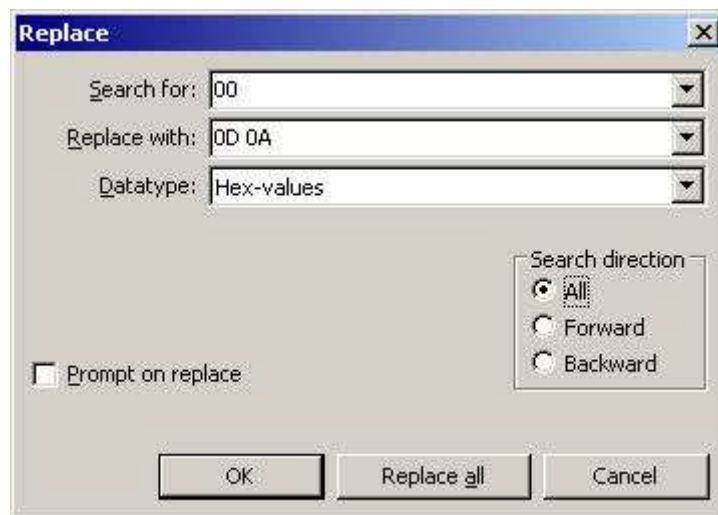 Replace
Search for: 00
Replace with: 0D 0A
Datatype: Hex-values
Search direction
All
Forward
Backward
Prompt on replace
OK Replace all Cancel